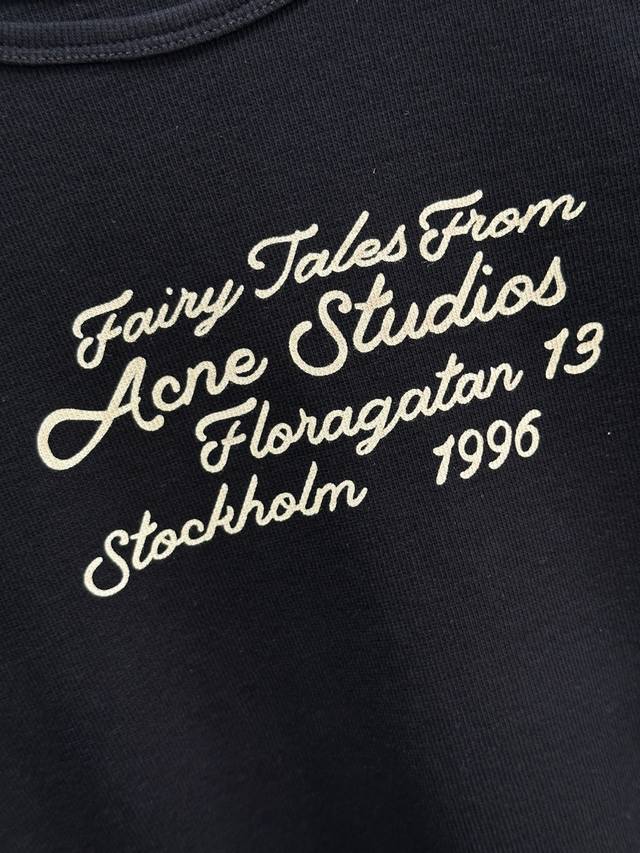 Fairy Tales From
Acne Studios
Floragatan 13
Stockholm 1996